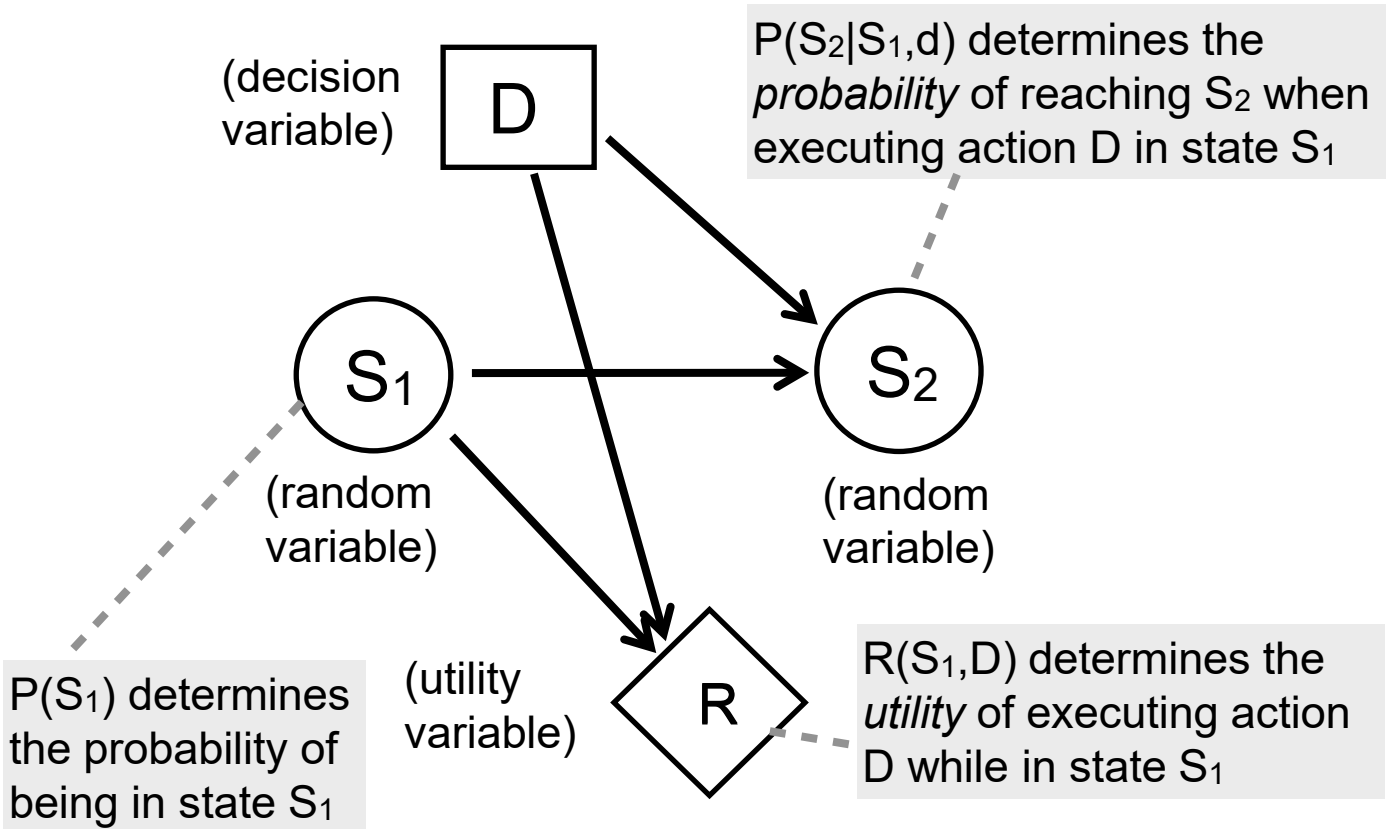 (decision
variable)
D
P(S₂|S₁,d) determines the
probability of reaching S₂ when
executing action D in state S₁
S₁
(random
variable)
S₂
(random
variable)
P(S₁) determines
the probability of
being in state S₁
(utility
variable)
R
R(S₁,D) determines the
utility of executing action
D while in state S₁